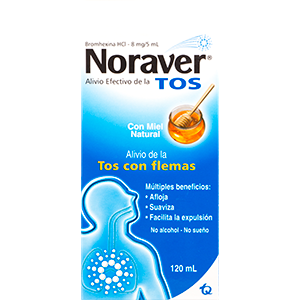 Bromhexina HCl - 8 mg/5 mL
Noraver®
Alivio Efectivo de la TOS
Con Miel
Natural
Alivio de la
Tos con flemas
Múltiples beneficios:
• Afloja
• Suaviza
• Facilita la expulsión
No alcohol - No sueño
120 mL
TQ